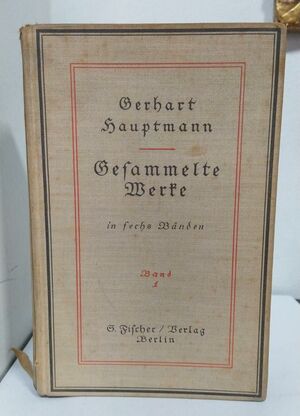 Gerhart
Hauptmann
Gesammelte
Werke
in sechs Bänden
Band
1
S. Fischer / Verlag
Berlin